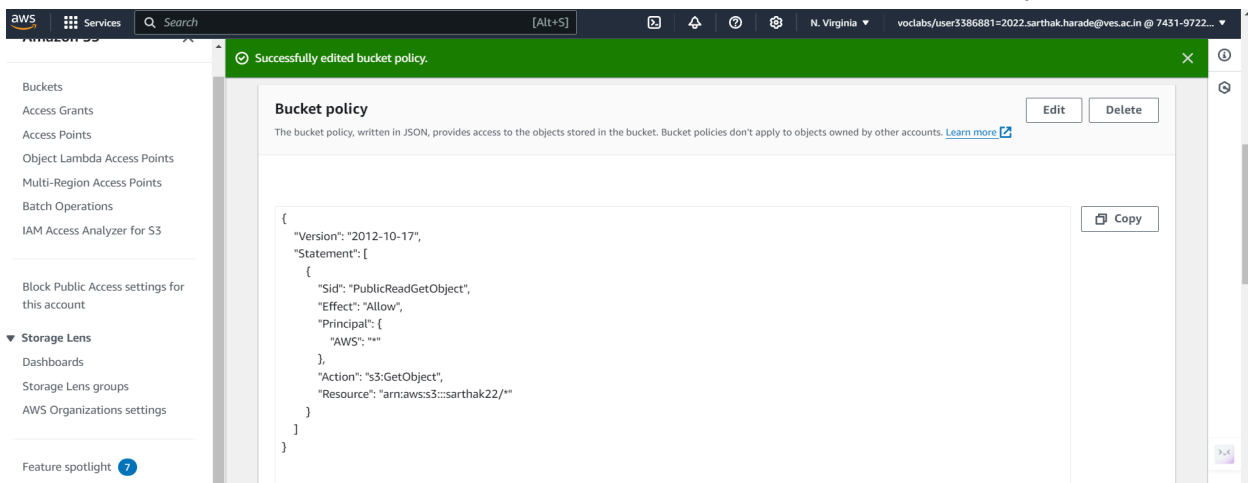 aws Services Search [Alt+S] N. Virginia ▼ voclabs/user3386881=2022.sarthak.harade@ves.ac.in @ 7431-9722... ▼
Amazon S3
Successfully edited bucket policy.
Buckets
Access Grants
Access Points
Object Lambda Access Points
Multi-Region Access Points
Batch Operations
IAM Access Analyzer for S3
Block Public Access settings for
this account
▼ Storage Lens
Dashboards
Storage Lens groups
AWS Organizations settings
Feature spotlight 7
Bucket policy
Edit Delete
The bucket policy, written in JSON, provides access to the objects stored in the bucket. Bucket policies don't apply to objects owned by other accounts. Learn more
Copy
{
"Version": "2012-10-17",
"Statement": [
{
"Sid": "PublicReadGetObject",
"Effect": "Allow",
"Principal": {
"AWS": "*"
},
"Action": "s3:GetObject",
"Resource": "arn:aws:s3:::sarthak22/*"
}
]
}